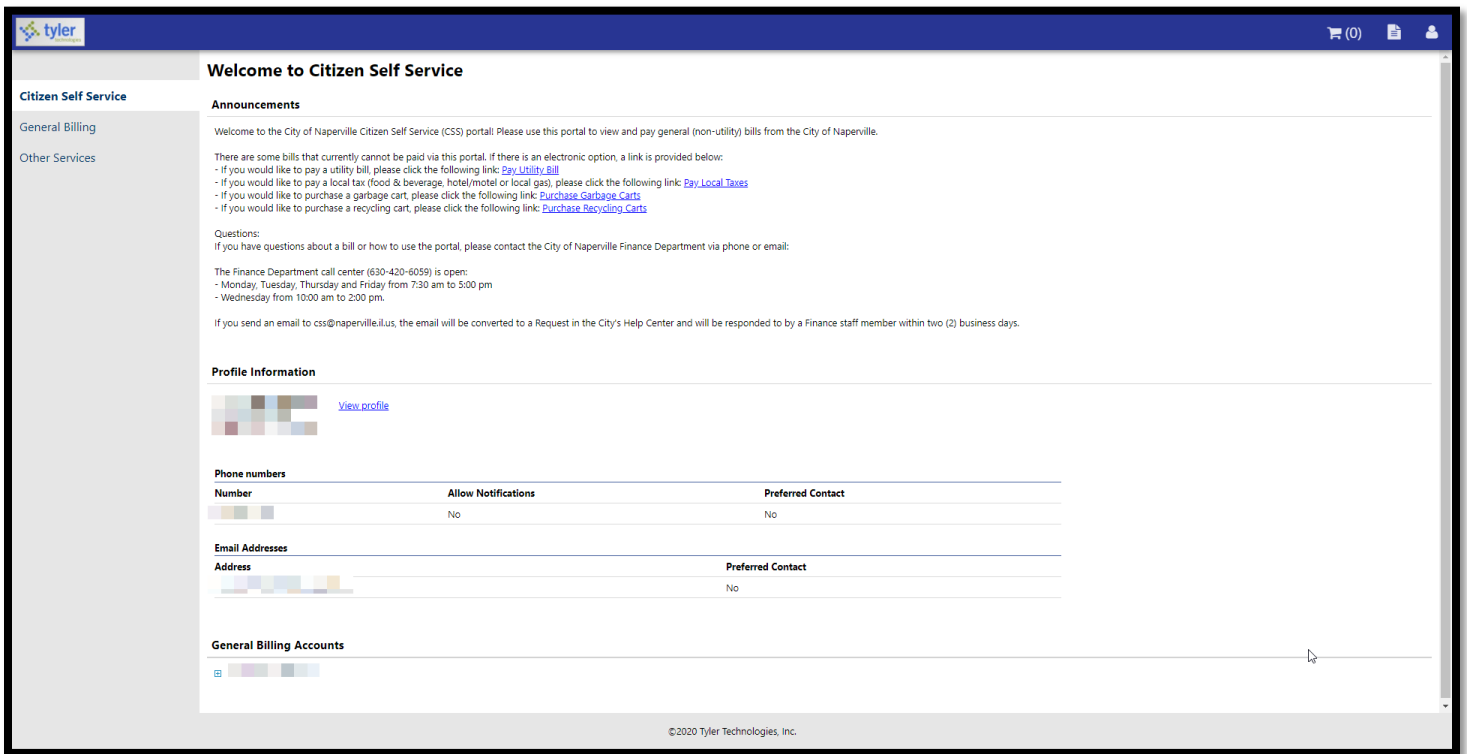 tyler
technologies
(0)
Welcome to Citizen Self Service
Citizen Self Service
General Billing
Other Services
Announcements
Welcome to the City of Naperville Citizen Self Service (CSS) portal! Please use this portal to view and pay general (non-utility) bills from the City of Naperville.
There are some bills that currently cannot be paid via this portal. If there is an electronic option, a link is provided below:
- If you would like to pay a utility bill, please click the following link: Pay Utility Bill
- If you would like to pay a local tax (food & beverage, hotel/motel or local gas), please click the following link: Pay Local Taxes
- If you would like to purchase a garbage cart, please click the following link: Purchase Garbage Carts
- If you would like to purchase a recycling cart, please click the following link: Purchase Recycling Carts
Questions:
If you have questions about a bill or how to use the portal, please contact the City of Naperville Finance Department via phone or email:
The Finance Department call center (630-420-6059) is open:
- Monday, Tuesday, Thursday and Friday from 7:30 am to 5:00 pm
- Wednesday from 10:00 am to 2:00 pm.
If you send an email to css@naperville.il.us, the email will be converted to a Request in the City's Help Center and will be responded to by a Finance staff member within two (2) business days.
Profile Information
View profile
Phone numbers
Number Allow Notifications Preferred Contact
No No
Email Addresses
Address Preferred Contact
No
General Billing Accounts
©2020 Tyler Technologies, Inc.